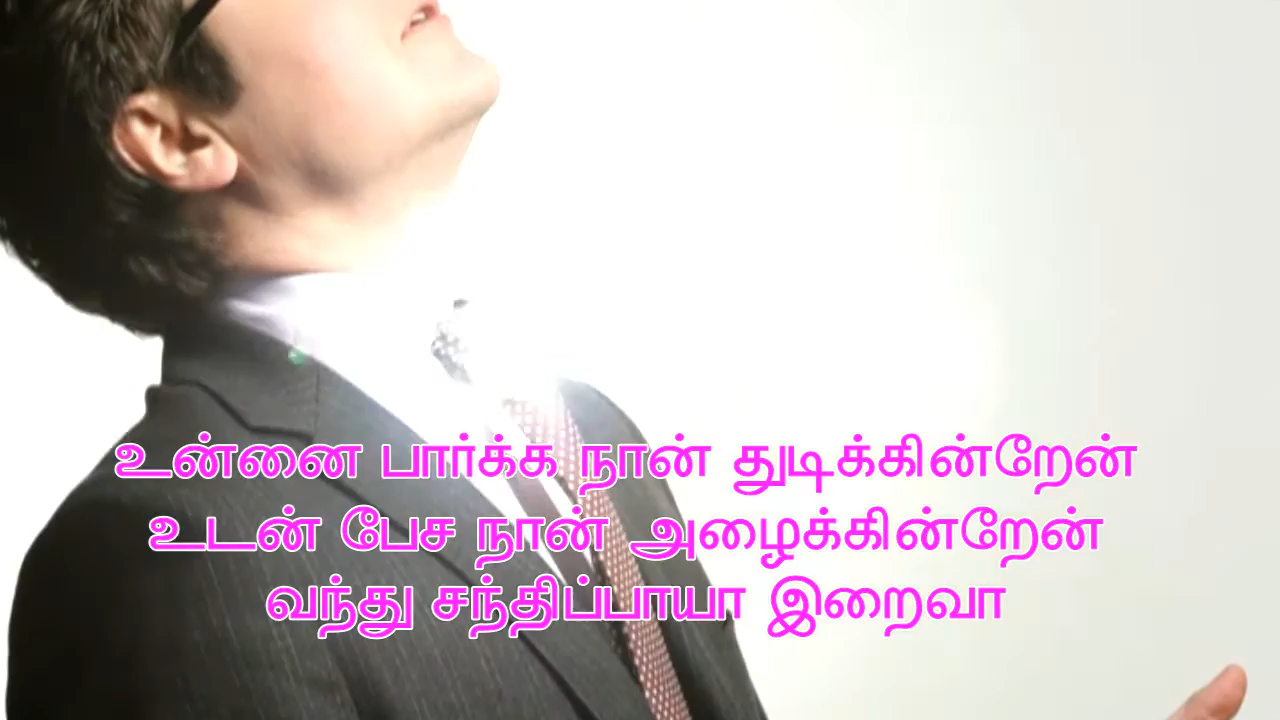 உன்னை பார்க்க நான் துடிக்கின்றேன்
உடன் பேச நான் அழைக்கின்றேன்
வந்து சந்திப்பாயா இறைவா